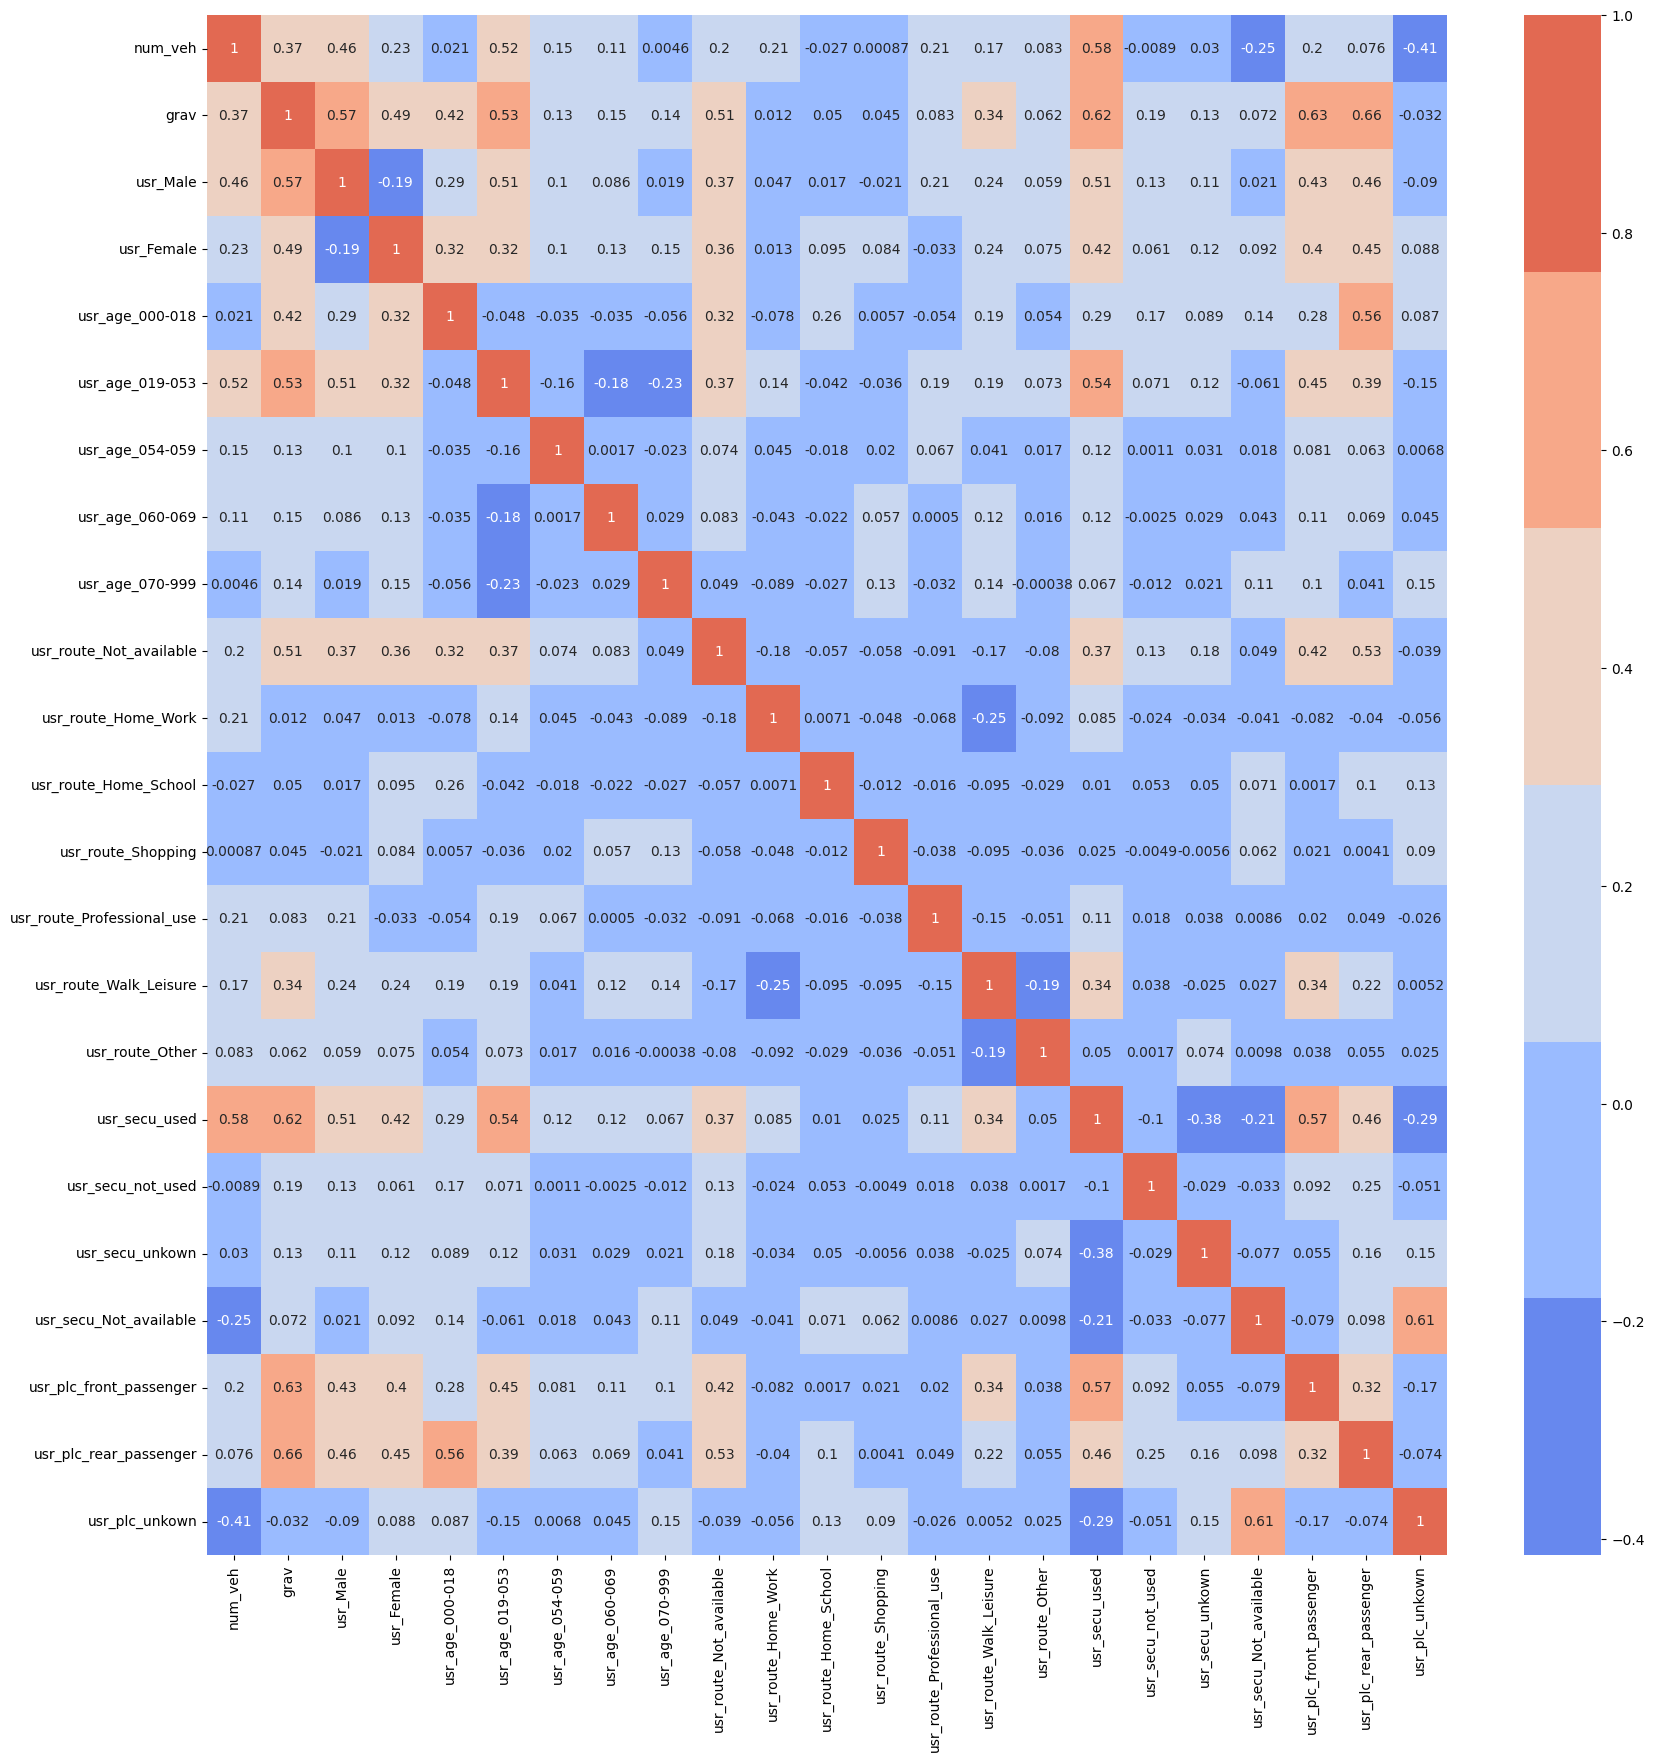 num_veh 1 0.37 0.46 0.23 0.021 0.52 0.15 0.11 0.0046 0.2 0.21 -0.027 0.00087 0.21 0.17 0.083 0.58 -0.0089 0.03 -0.25 0.2 0.076 -0.41
grav 0.37 1 0.57 0.49 0.42 0.53 0.13 0.15 0.14 0.51 0.012 0.05 0.045 0.083 0.34 0.062 0.62 0.19 0.13 0.072 0.63 0.66 -0.032
usr_Male 0.46 0.57 1 -0.19 0.29 0.51 0.1 0.086 0.019 0.37 0.047 0.017 -0.021 0.21 0.24 0.059 0.51 0.13 0.11 0.021 0.43 0.46 -0.09
usr_Female 0.23 0.49 -0.19 1 0.32 0.32 0.1 0.13 0.15 0.36 0.013 0.095 0.084 -0.033 0.24 0.075 0.42 0.061 0.12 0.092 0.4 0.45 0.088
usr_age_000-018 0.021 0.42 0.29 0.32 1 -0.048 -0.035 -0.035 -0.056 0.32 -0.078 0.26 0.0057 -0.054 0.19 0.054 0.29 0.17 0.089 0.14 0.28 0.56 0.087
usr_age_019-053 0.52 0.53 0.51 0.32 -0.048 1 -0.16 -0.18 -0.23 0.37 0.14 -0.042 -0.036 0.19 0.19 0.073 0.54 0.071 0.12 -0.061 0.45 0.39 -0.15
usr_age_054-059 0.15 0.13 0.1 0.1 -0.035 -0.16 1 0.0017 -0.023 0.074 0.045 -0.018 0.02 0.067 0.041 0.017 0.12 0.0011 0.031 0.018 0.081 0.063 0.0068
usr_age_060-069 0.11 0.15 0.086 0.13 -0.035 -0.18 0.0017 1 0.029 0.083 -0.043 -0.022 0.057 0.0005 0.12 0.016 0.12 -0.0025 0.029 0.043 0.11 0.069 0.045
usr_age_070-999 0.0046 0.14 0.019 0.15 -0.056 -0.23 -0.023 0.029 1 0.049 -0.089 -0.027 0.13 -0.032 0.14 -0.00038 0.067 -0.012 0.021 0.11 0.1 0.041 0.15
usr_route_Not_available 0.2 0.51 0.37 0.36 0.32 0.37 0.074 0.083 0.049 1 -0.18 -0.057 -0.058 -0.091 -0.17 -0.08 0.37 0.13 0.18 0.049 0.42 0.53 -0.039
usr_route_Home_Work 0.21 0.012 0.047 0.013 -0.078 0.14 0.045 -0.043 -0.089 -0.18 1 0.0071 -0.048 -0.068 -0.25 -0.092 0.085 -0.024 -0.034 -0.041 -0.082 -0.04 -0.056
usr_route_Home_School -0.027 0.05 0.017 0.095 0.26 -0.042 -0.018 -0.022 -0.027 -0.057 0.0071 1 -0.012 -0.016 -0.095 -0.029 0.01 0.053 0.05 0.071 0.0017 0.1 0.13
usr_route_Shopping 0.00087 0.045 -0.021 0.084 0.0057 -0.036 0.02 0.057 0.13 -0.058 -0.048 -0.012 1 -0.038 -0.095 -0.036 0.025 -0.0049 -0.0056 0.062 0.021 0.0041 0.09
usr_route_Professional_use 0.21 0.083 0.21 -0.033 -0.054 0.19 0.067 0.0005 -0.032 -0.091 -0.068 -0.016 -0.038 1 -0.15 -0.051 0.11 0.018 0.038 0.0086 0.02 0.049 -0.026
usr_route_Walk_Leisure 0.17 0.34 0.24 0.24 0.19 0.19 0.041 0.12 0.14 -0.17 -0.25 -0.095 -0.095 -0.15 1 -0.19 0.34 0.038 -0.025 0.027 0.34 0.22 0.0052
usr_route_Other 0.083 0.062 0.059 0.075 0.054 0.073 0.017 0.016 -0.00038 -0.08 -0.092 -0.029 -0.036 -0.051 -0.19 1 0.05 0.0017 0.074 0.0098 0.038 0.055 0.025
usr_secu_used 0.58 0.62 0.51 0.42 0.29 0.54 0.12 0.12 0.067 0.37 0.085 0.01 0.025 0.11 0.34 0.05 1 -0.1 -0.38 -0.21 0.57 0.46 -0.29
usr_secu_not_used -0.0089 0.19 0.13 0.061 0.17 0.071 0.0011 -0.0025 -0.012 0.13 -0.024 0.053 -0.0049 0.018 0.038 0.0017 -0.1 1 -0.029 -0.033 0.092 0.25 -0.051
usr_secu_unkown 0.03 0.13 0.11 0.12 0.089 0.12 0.031 0.029 0.021 0.18 -0.034 0.05 -0.0056 0.038 -0.025 0.074 -0.38 -0.029 1 -0.077 0.055 0.16 0.15
usr_secu_Not_available -0.25 0.072 0.021 0.092 0.14 -0.061 0.018 0.043 0.11 0.049 -0.041 0.071 0.062 0.0086 0.027 0.0098 -0.21 -0.033 -0.077 1 -0.079 0.098 0.61
usr_plc_front_passenger 0.2 0.63 0.43 0.4 0.28 0.45 0.081 0.11 0.1 0.42 -0.082 0.0017 0.021 0.02 0.34 0.038 0.57 0.092 0.055 -0.079 1 0.32 -0.17
usr_plc_rear_passenger 0.076 0.66 0.46 0.45 0.56 0.39 0.063 0.069 0.041 0.53 -0.04 0.1 0.0041 0.049 0.22 0.055 0.46 0.25 0.16 0.098 0.32 1 -0.074
usr_plc_unkown -0.41 -0.032 -0.09 0.088 0.087 -0.15 0.0068 0.045 0.15 -0.039 -0.056 0.13 0.09 -0.026 0.0052 0.025 -0.29 -0.051 0.15 0.61 -0.17 -0.074 1
num_veh
grav
usr_Male
usr_Female
usr_age_000-018
usr_age_019-053
usr_age_054-059
usr_age_060-069
usr_age_070-999
usr_route_Not_available
usr_route_Home_Work
usr_route_Home_School
usr_route_Shopping
usr_route_Professional_use
usr_route_Walk_Leisure
usr_route_Other
usr_secu_used
usr_secu_not_used
usr_secu_unkown
usr_secu_Not_available
usr_plc_front_passenger
usr_plc_rear_passenger
usr_plc_unkown
1.0
0.8
0.6
0.4
0.2
0.0
−0.2
−0.4